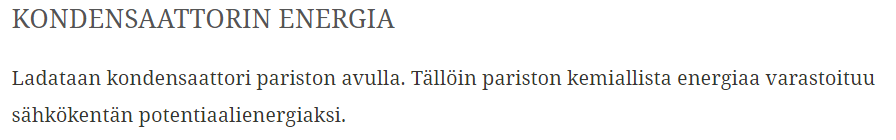 KONDENSAATTORIN ENERGIA
Ladataan kondensaattori pariston avulla. Tällöin pariston kemiallista energiaa varastoituu
sähkökentän potentiaalienergiaksi.